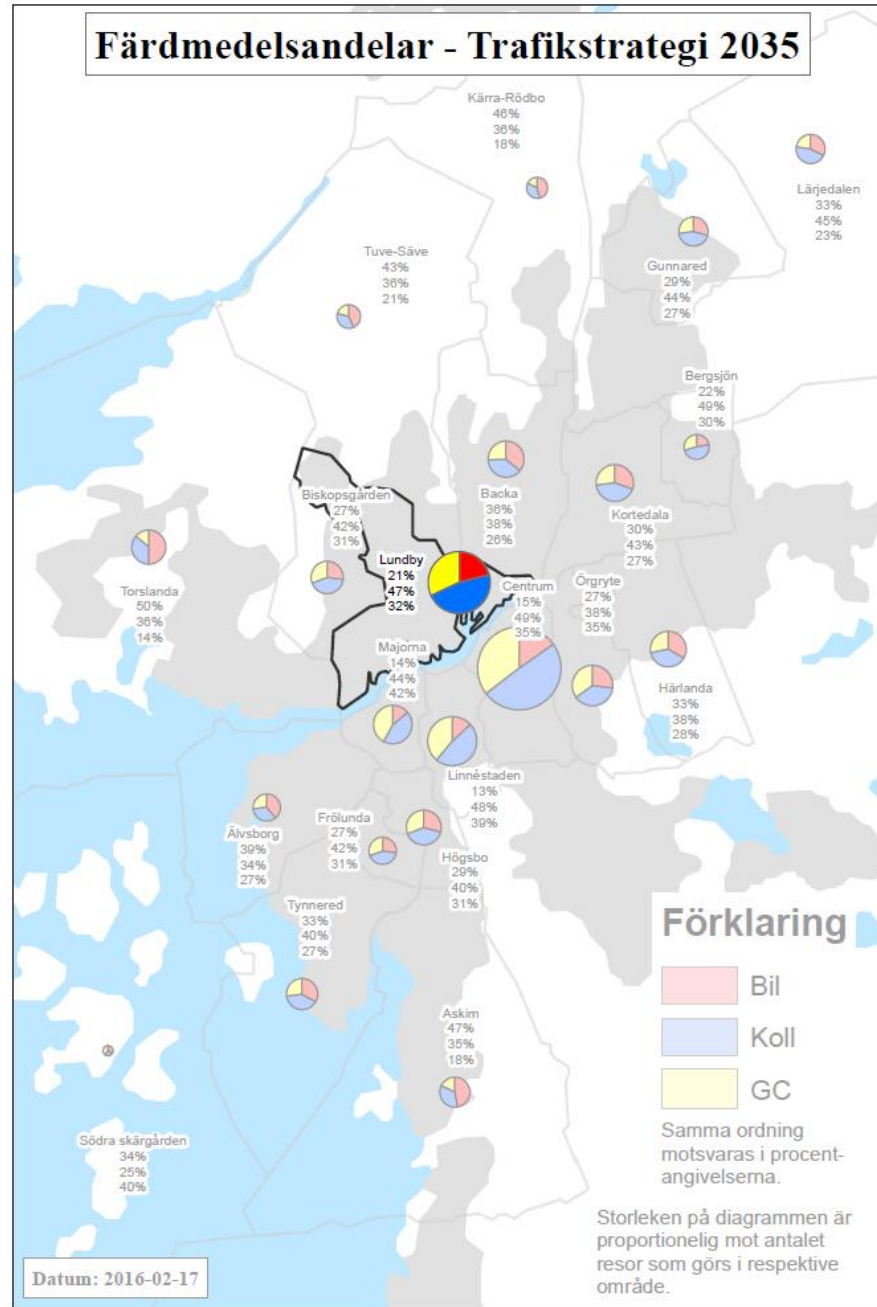 Färdmedelsandelar - Trafikstrategi 2035
Kärra-Rödbo
46%
36%
18%
Lärjedalen
33%
45%
23%
Gunnared
29%
44%
27%
Tuve-Säve
43%
36%
21%
Bergsjön
22%
49%
30%
Backa
36%
38%
26%
Kortedala
30%
43%
27%
Biskopsgården
27%
42%
31%
Torslanda
50%
36%
14%
Lundby
21%
47%
32%
Centrum
15%
49%
35%
Örgryte
27%
38%
35%
Majorna
14%
44%
42%
Härlanda
33%
38%
28%
Linnéstaden
13%
48%
39%
Älvsborg
39%
34%
27%
Frölunda
27%
42%
31%
Högsbo
29%
40%
31%
Tynnered
33%
40%
27%
Askim
47%
35%
18%
Södra skärgården
34%
25%
40%
Förklaring
Bil
Koll
GC
Samma ordning
motsvaras i procent-
angivelserna.
Storleken på diagrammen är
proportionelig mot antalet
resor som görs i respektive
område.
Datum: 2016-02-17